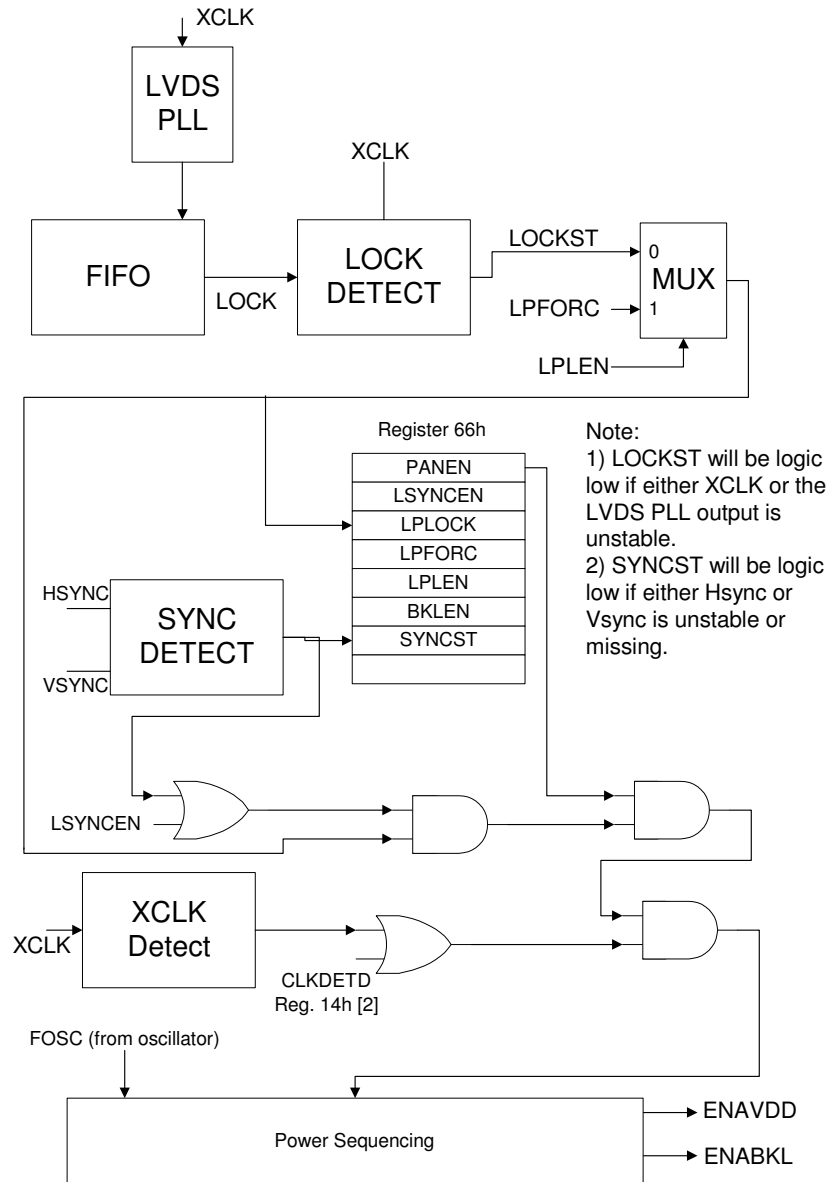 XCLK
LVDS
PLL
XCLK
FIFO
LOCK
LOCK
DETECT
LOCKST
0
MUX
1
LPFORC
LPLEN
Register 66h
PANEN
LSYNCEN
LPLOCK
LPFORC
LPLEN
BKLEN
SYNCST
Note:
1) LOCKST will be logic
low if either XCLK or the
LVDS PLL output is
unstable.
2) SYNCST will be logic
low if either Hsync or
Vsync is unstable or
missing.
HSYNC
SYNC
DETECT
VSYNC
LSYNCEN
XCLK
XCLK
Detect
CLKDETD
Reg. 14h [2]
FOSC (from oscillator)
Power Sequencing
ENAVDD
ENABKL